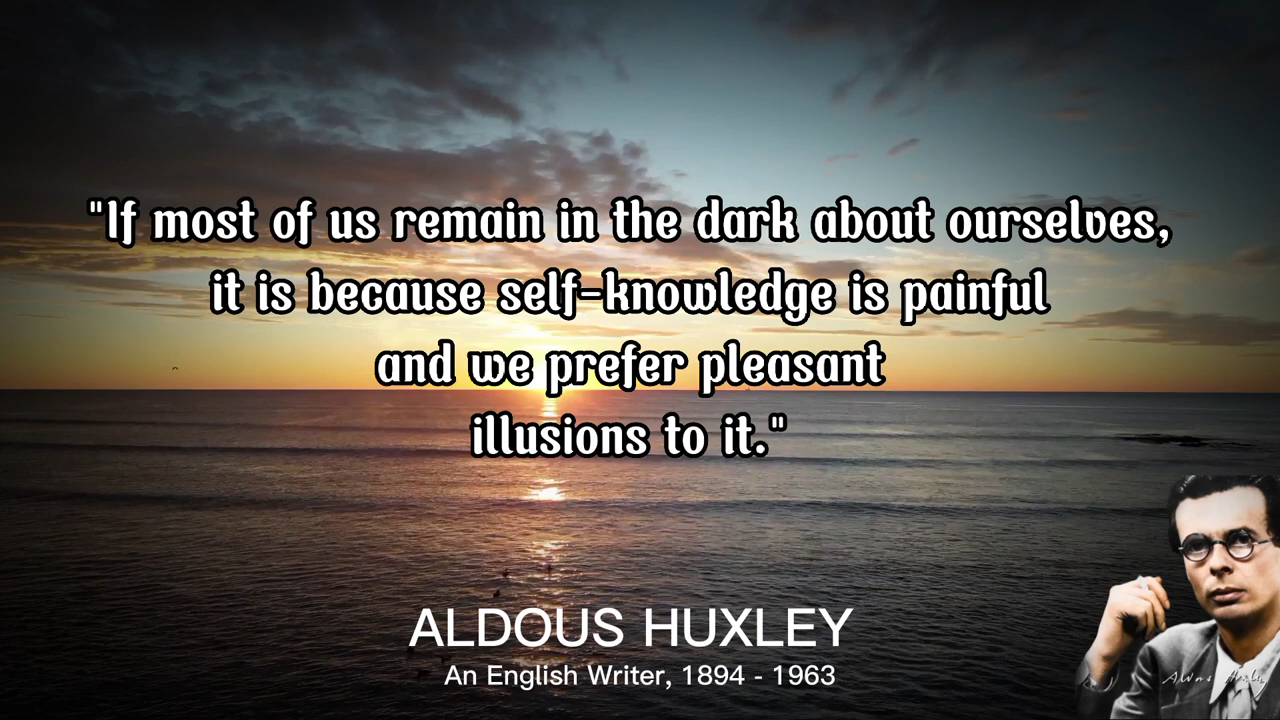 "If most of us remain in the dark about ourselves,
it is because self-knowledge is painful
and we prefer pleasant
illusions to it."
ALDOUS HUXLEY
An English Writer, 1894 - 1963